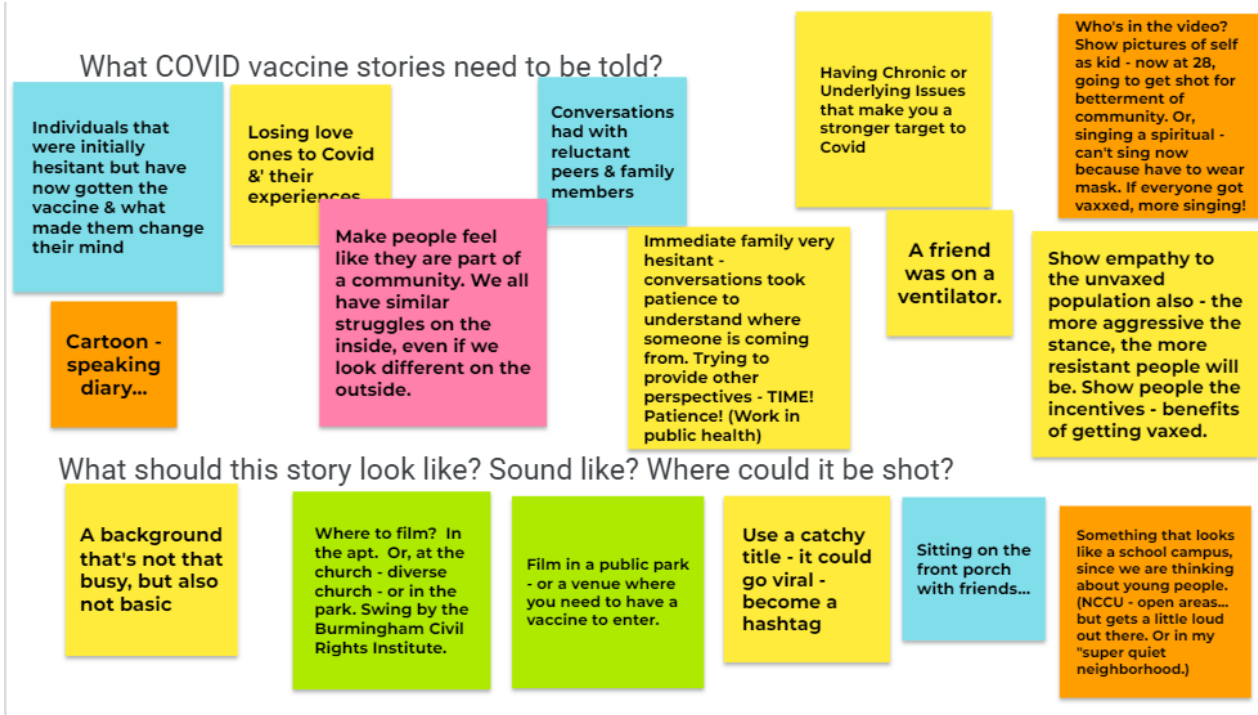 What COVID vaccine stories need to be told?
Individuals that
were initially
hesitant but have
now gotten the
vaccine & what
made them change
their mind
Losing love
ones to Covid
&' their
experiences
Conversations
had with
reluctant
peers & family
members
Having Chronic or
Underlying Issues
that make you a
stronger target to
Covid
Who's in the video?
Show pictures of self
as kid - now at 28,
going to get shot for
betterment of
community. Or,
singing a spiritual -
can't sing now
because have to wear
mask. If everyone got
vaxxed, more singing!
Cartoon -
speaking
diary...
Make people feel
like they are part of
a community. We all
have similar
struggles on the
inside, even if we
look different on the
outside.
Immediate family very
hesitant -
conversations took
patience to
understand where
someone is coming
from. Trying to
provide other
perspectives - TIME!
Patience! (Work in
public health)
A friend
was on a
ventilator.
Show empathy to
the unvaxed
population also - the
more aggressive the
stance, the more
resistant people will
be. Show people the
incentives - benefits
of getting vaxed.
What should this story look like? Sound like? Where could it be shot?
A background
that's not that
busy, but also
not basic
Where to film?  In
the apt.  Or, at the
church - diverse
church - or in the
park. Swing by the
Burmingham Civil
Rights Institute.
Film in a public park
- or a venue where
you need to have a
vaccine to enter.
Use a catchy
title - it could
go viral -
become a
hashtag
Sitting on the
front porch
with friends...
Something that looks
like a school campus,
since we are thinking
about young people.
(NCCU - open areas...
but gets a little loud
out there. Or in my
"super quiet
neighborhood.)